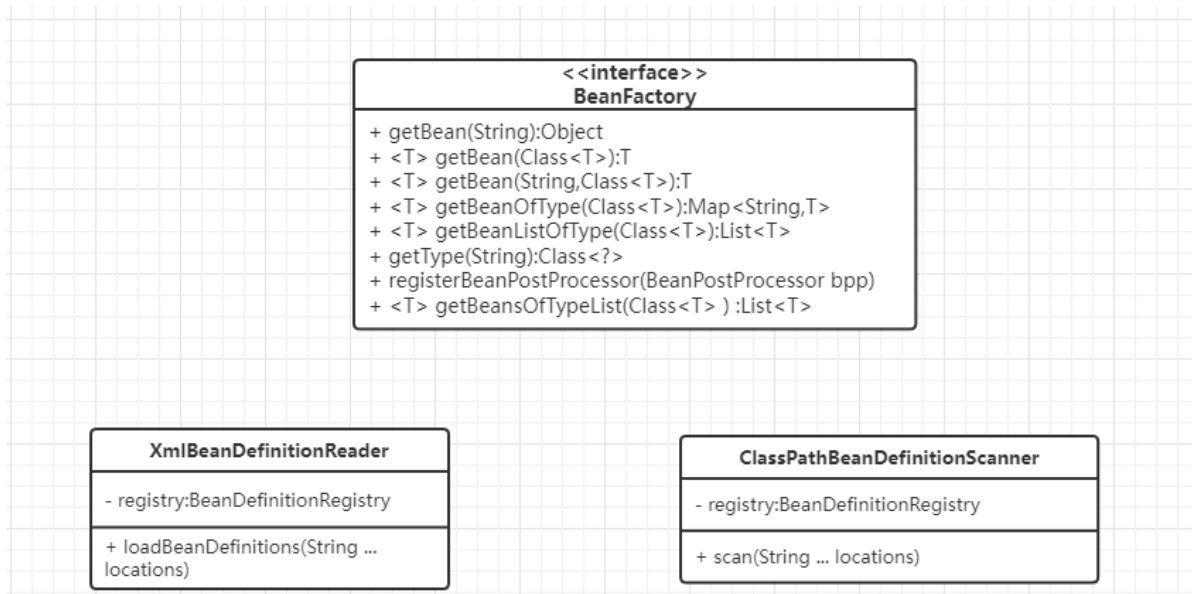 <<interface>>
BeanFactory
+ getBean(String):Object
+ <T> getBean(Class<T>):T
+ <T> getBean(String,Class<T>):T
+ <T> getBeanOfType(Class<T>):Map<String,T>
+ <T> getBeanListOfType(Class<T>):List<T>
+ getType(String):Class<?>
+ registerBeanPostProcessor(BeanPostProcessor bpp)
+ <T> getBeansOfTypeList(Class<T> ) :List<T>
XmlBeanDefinitionReader
- registry:BeanDefinitionRegistry
+ loadBeanDefinitions(String ...
locations)
ClassPathBeanDefinitionScanner
- registry:BeanDefinitionRegistry
+ scan(String ... locations)